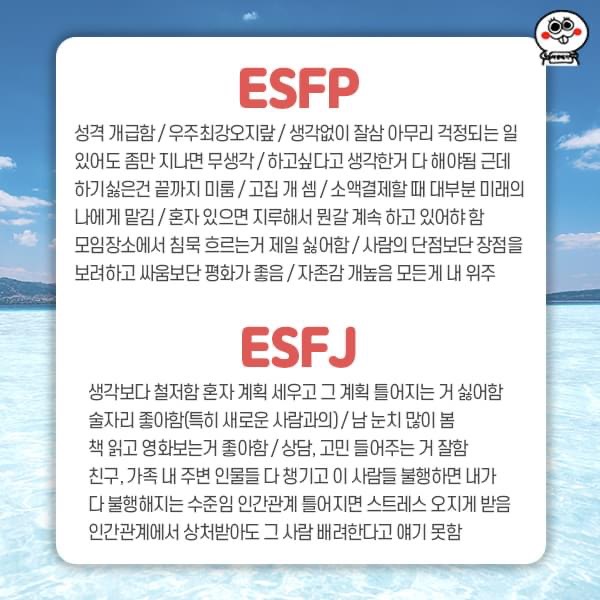 ESFP
성격 개급함 / 우주최강오지랖 / 생각없이 잘삼 아무리 걱정되는 일
있어도 좀만 지나면 무생각 / 하고싶다고 생각한거 다 해야됨 근데
하기싫은건 끝까지 미룸 / 고집 개 셈 / 소액결제할 때 대부분 미래의
나에게 맡김 / 혼자 있으면 지루해서 뭔갈 계속 하고 있어햐 함
모임장소에서 침묵 흐르는거 제일 싫어함 / 사람의 단점보단 장점을
보려하고 싸움보단 평화가 좋음 / 자존감 개높음 모든게 내 위주
ESFJ
생각보다 철저함 혼자 계획 세우고 그 계획 틀어지는 거 싫어함
술자리 좋아함(특히 새로운 사람과의) / 남 눈치 많이 봄
책 읽고 영화보는거 좋아함 / 상담, 고민 들어주는 거 잘함
친구, 가족 내 주변 인물들 다 챙기고 이 사람들 불행하면 내가
다 불행해지는 수준임 인간관계 틀어지면 스트레스 오지게 받음
인간관계에서 상처받아도 그 사람 배려한다고 얘기 못함